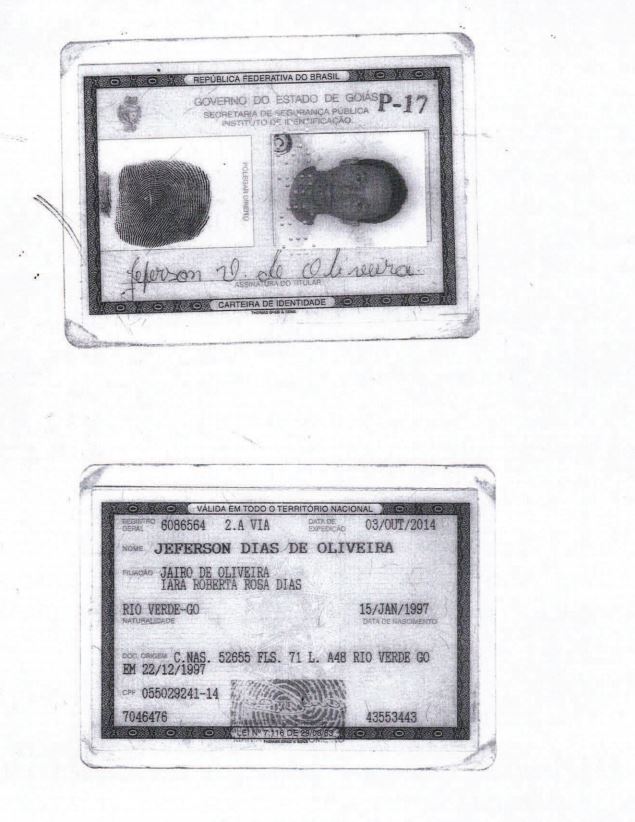 REPÚBLICA FEDERATIVA DO BRASIL
GOVERNO DO ESTADO DE GOIÁS
P-17
SECRETARIA DE SEGURANÇA PÚBLICA
INSTITUTO DE IDENTIFICAÇÃO
POLEGAR DIREITO
Jeferson D. de Oliveira
ASSINATURA DO TITULAR
CARTEIRA DE IDENTIDADE
VÁLIDA EM TODO O TERRITÓRIO NACIONAL
REGISTRO GERAL 6086564 2.A VIA DATA DE EXPEDIÇÃO 03/OUT/2014
NOME JEFERSON DIAS DE OLIVEIRA
FILIAÇÃO JAIRO DE OLIVEIRA
IARA ROBERTA ROSA DIAS
RIO VERDE-GO 15/JAN/1997
NATURALIDADE DATA DE NASCIMENTO
DOC. ORIGEM C.NAS. 52655 FLS. 71 L. A48 RIO VERDE GO
EM 22/12/1997
CPF 055029241-14
7046476 43553443
LEI Nº 7.116 DE 29/08/83